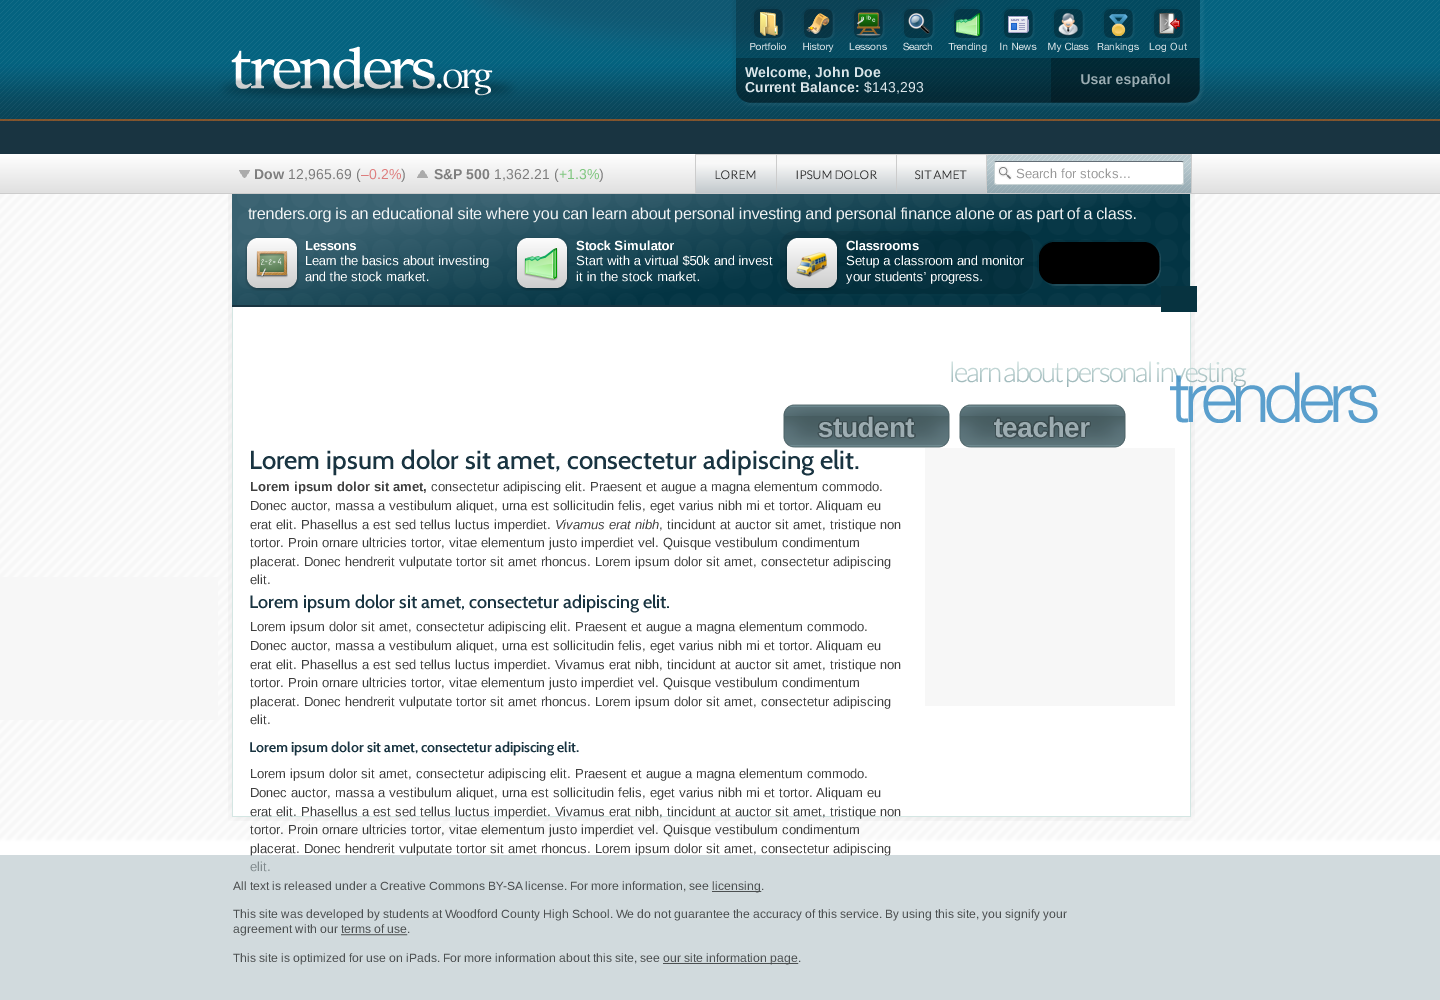 Portfolio History Lessons Search Trending In News My Class Rankings Log Out
trenders.org
Welcome, John Doe
Current Balance: $143,293
Usar español
Dow 12,965.69 (–0.2%) S&P 500 1,362.21 (+1.3%)
LOREM IPSUM DOLOR SIT AMET
Search for stocks...
trenders.org is an educational site where you can learn about personal investing and personal finance alone or as part of a class.
Lessons
Learn the basics about investing
and the stock market.
Stock Simulator
Start with a virtual $50k and invest
it in the stock market.
Classrooms
Setup a classroom and monitor
your students' progress.
learn about personal investing
trenders
student teacher
Lorem ipsum dolor sit amet, consectetur adipiscing elit.
Lorem ipsum dolor sit amet, consectetur adipiscing elit. Praesent et augue a magna elementum commodo.
Donec auctor, massa a vestibulum aliquet, urna est sollicitudin felis, eget varius nibh mi et tortor. Aliquam eu
erat elit. Phasellus a est sed tellus luctus imperdiet. Vivamus erat nibh, tincidunt at auctor sit amet, tristique non
tortor. Proin ornare ultricies tortor, vitae elementum justo imperdiet vel. Quisque vestibulum condimentum
placerat. Donec hendrerit vulputate tortor sit amet rhoncus. Lorem ipsum dolor sit amet, consectetur adipiscing
elit.
Lorem ipsum dolor sit amet, consectetur adipiscing elit.
Lorem ipsum dolor sit amet, consectetur adipiscing elit. Praesent et augue a magna elementum commodo.
Donec auctor, massa a vestibulum aliquet, urna est sollicitudin felis, eget varius nibh mi et tortor. Aliquam eu
erat elit. Phasellus a est sed tellus luctus imperdiet. Vivamus erat nibh, tincidunt at auctor sit amet, tristique non
tortor. Proin ornare ultricies tortor, vitae elementum justo imperdiet vel. Quisque vestibulum condimentum
placerat. Donec hendrerit vulputate tortor sit amet rhoncus. Lorem ipsum dolor sit amet, consectetur adipiscing
elit.
Lorem ipsum dolor sit amet, consectetur adipiscing elit.
Lorem ipsum dolor sit amet, consectetur adipiscing elit. Praesent et augue a magna elementum commodo.
Donec auctor, massa a vestibulum aliquet, urna est sollicitudin felis, eget varius nibh mi et tortor. Aliquam eu
erat elit. Phasellus a est sed tellus luctus imperdiet. Vivamus erat nibh, tincidunt at auctor sit amet, tristique non
tortor. Proin ornare ultricies tortor, vitae elementum justo imperdiet vel. Quisque vestibulum condimentum
placerat. Donec hendrerit vulputate tortor sit amet rhoncus. Lorem ipsum dolor sit amet, consectetur adipiscing
elit.
All text is released under a Creative Commons BY-SA license. For more information, see licensing.
This site was developed by students at Woodford County High School. We do not guarantee the accuracy of this service. By using this site, you signify your
agreement with our terms of use.
This site is optimized for use on iPads. For more information about this site, see our site information page.